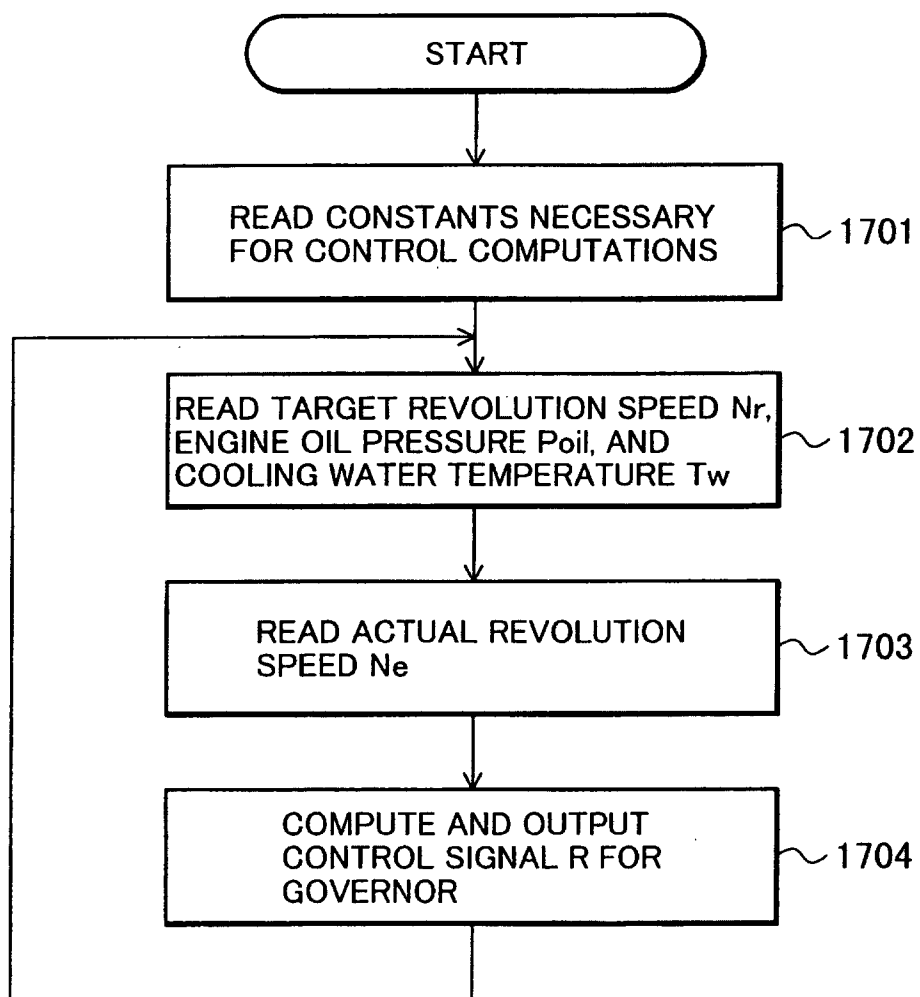 START
READ CONSTANTS NECESSARY
FOR CONTROL COMPUTATIONS
1701
READ TARGET REVOLUTION SPEED Nr,
ENGINE OIL PRESSURE Poil, AND
COOLING WATER TEMPERATURE Tw
1702
READ ACTUAL REVOLUTION
SPEED Ne
1703
COMPUTE AND OUTPUT
CONTROL SIGNAL R FOR
GOVERNOR
1704